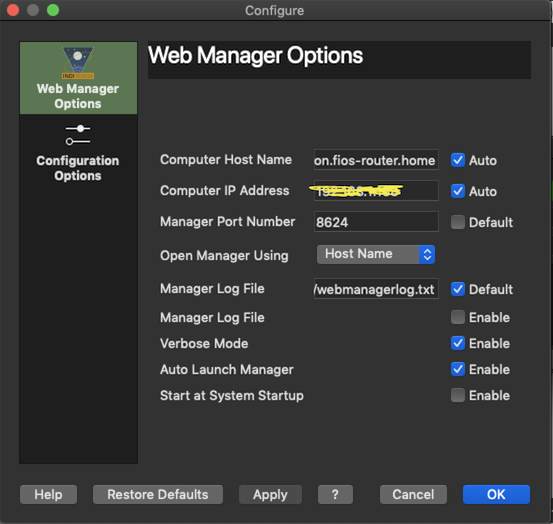 Configure
INDI
Web Manager
Options
Configuration
Options
Web Manager Options
Computer Host Name on.fios-router.home Auto
Computer IP Address Auto
Manager Port Number 8624 Default
Open Manager Using Host Name
Manager Log File /webmanagerlog.txt Default
Manager Log File Enable
Verbose Mode Enable
Auto Launch Manager Enable
Start at System Startup Enable
Help Restore Defaults Apply ? Cancel OK